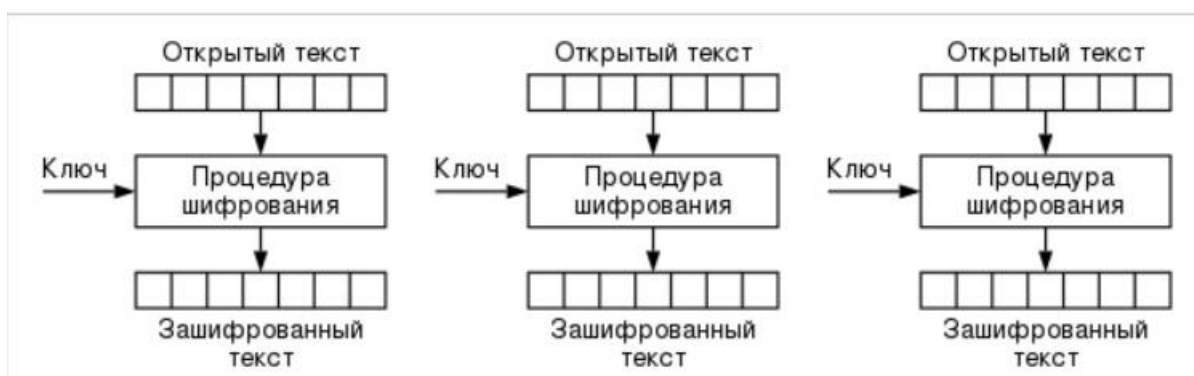 Открытый текст
Ключ
Процедура
шифрования
Зашифрованный
текст
Открытый текст
Ключ
Процедура
шифрования
Зашифрованный
текст
Открытый текст
Ключ
Процедура
шифрования
Зашифрованный
текст